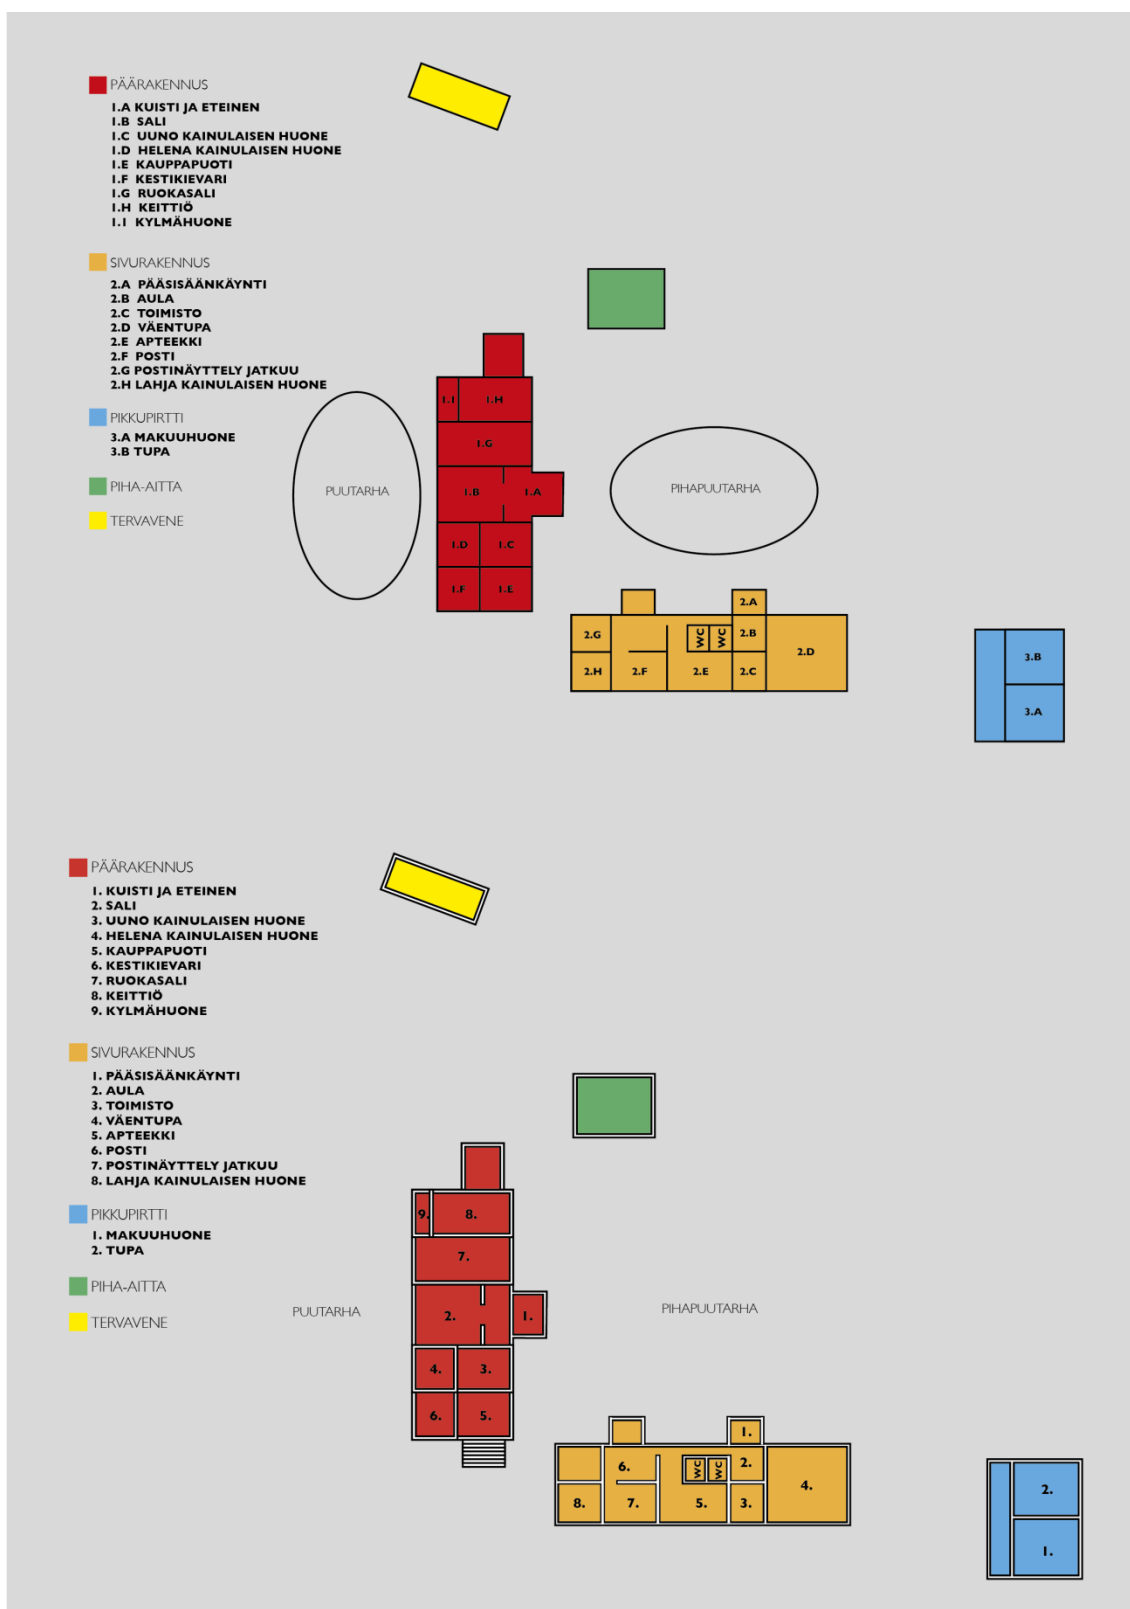 PÄÄRAKENNUS
1.A KUISTI JA ETEINEN
1.B SALI
1.C UUNO KAINULAISEN HUONE
1.D HELENA KAINULAISEN HUONE
1.E KAUPPAPUOTI
1.F KESTIKIEVARI
1.G RUOKASALI
1.H KEITTIÖ
1.I KYLMÄHUONE
SIVURAKENNUS
2.A PÄÄSISÄÄNKÄYNTI
2.B AULA
2.C TOIMISTO
2.D VÄENTUPA
2.E APTEEKKI
2.F POSTI
2.G POSTINÄYTTELY JATKUU
2.H LAHJA KAINULAISEN HUONE
PIKKUPIRTTI
3.A MAKUUHUONE
3.B TUPA
PIHA-AITTA
TERVAVENE
1.I 1.H
1.G
PUUTARHA 1.B 1.A PIHAPUUTARHA
1.D 1.C
1.F 1.E
2.A
2.G WC WC 2.B
2.D
2.H 2.F 2.E 2.C
3.B
3.A
PÄÄRAKENNUS
1. KUISTI JA ETEINEN
2. SALI
3. UUNO KAINULAISEN HUONE
4. HELENA KAINULAISEN HUONE
5. KAUPPAPUOTI
6. KESTIKIEVARI
7. RUOKASALI
8. KEITTIÖ
9. KYLMÄHUONE
SIVURAKENNUS
1. PÄÄSISÄÄNKÄYNTI
2. AULA
3. TOIMISTO
4. VÄENTUPA
5. APTEEKKI
6. POSTI
7. POSTINÄYTTELY JATKUU
8. LAHJA KAINULAISEN HUONE
PIKKUPIRTTI
1. MAKUUHUONE
2. TUPA
PIHA-AITTA
TERVAVENE
9. 8.
7.
PUUTARHA 2. 1. PIHAPUUTARHA
4. 3.
6. 5.
1.
6. WC WC 2.
4.
8. 7. 5. 3.
2.
1.